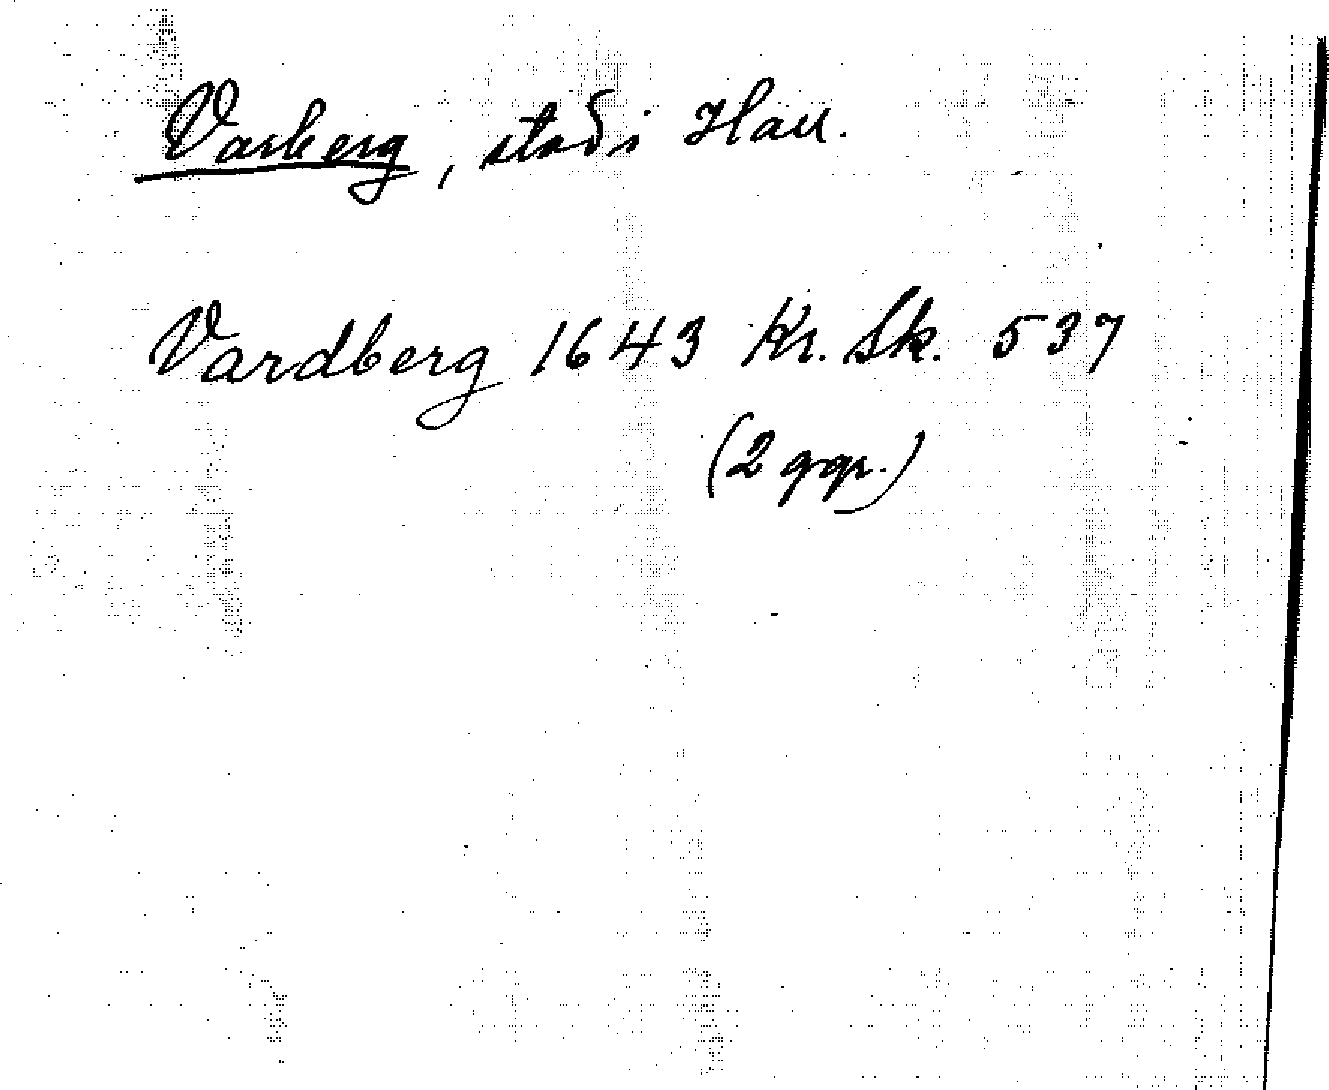 Varberg, stad i Hall.
Vardberg 1643 Kr. Sk. 537
(2 ggr.)